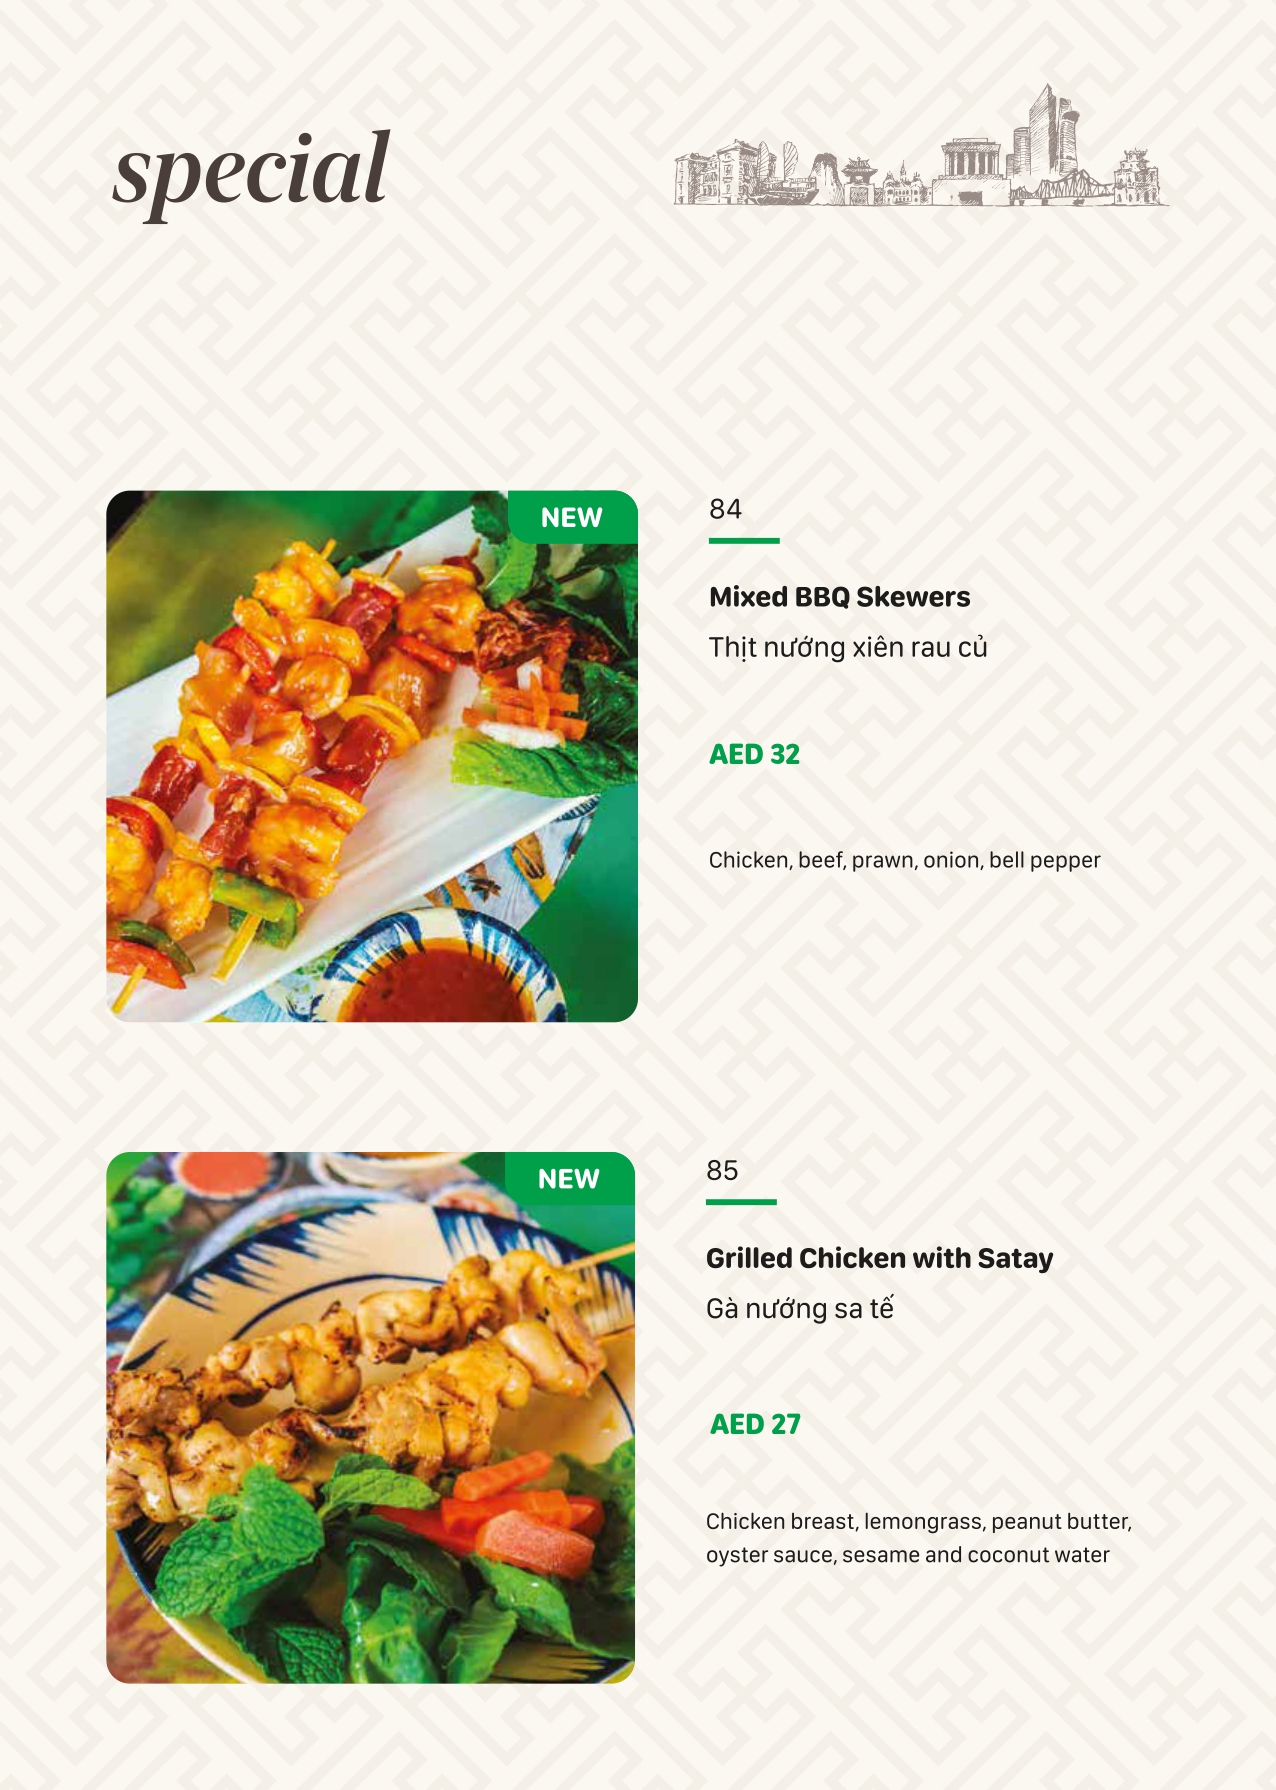 special
NEW
84
Mixed BBQ Skewers
Thịt nướng xiên rau củ
AED 32
Chicken, beef, prawn, onion, bell pepper
NEW
85
Grilled Chicken with Satay
Gà nướng sa tế
AED 27
Chicken breast, lemongrass, peanut butter,
oyster sauce, sesame and coconut water